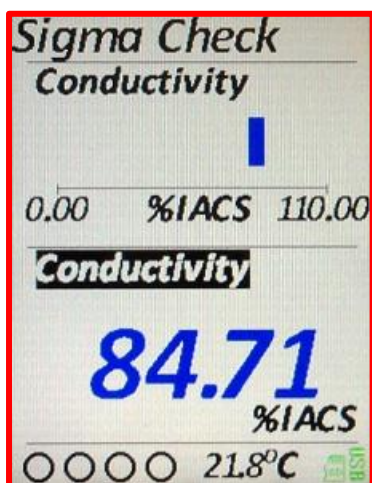 Sigma Check
Conductivity
0.00 %IACS 110.00
Conductivity
84.71
%IACS
21.8°C USB